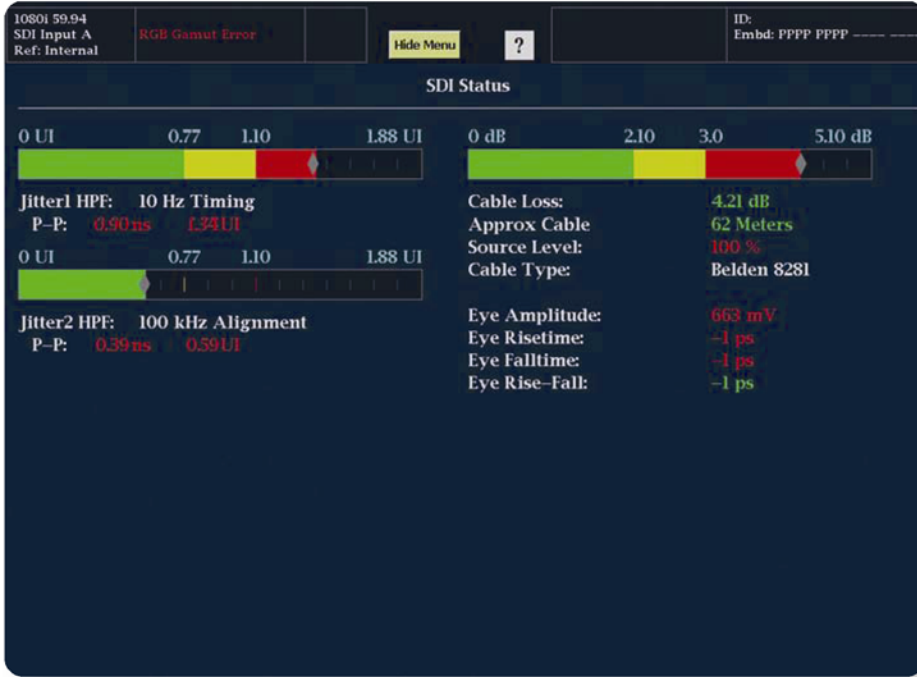 1080i 59.94
SDI Input A
Ref: Internal
RGB Gamut Error
Hide Menu
?
ID:
Embd: PPPP PPPP ---- ----
SDI Status
0 UI 0.77 1.10 1.88 UI
Jitter1 HPF: 10 Hz Timing
P-P: 0.90 ns 1.34 UI
0 UI 0.77 1.10 1.88 UI
Jitter2 HPF: 100 kHz Alignment
P-P: 0.39 ns 0.59 UI
0 dB 2.10 3.0 5.10 dB
Cable Loss: 4.21 dB
Approx Cable 62 Meters
Source Level: 100 %
Cable Type: Belden 8281
Eye Amplitude: 663 mV
Eye Risetime: -1 ps
Eye Falltime: -1 ps
Eye Rise-Fall: -1 ps